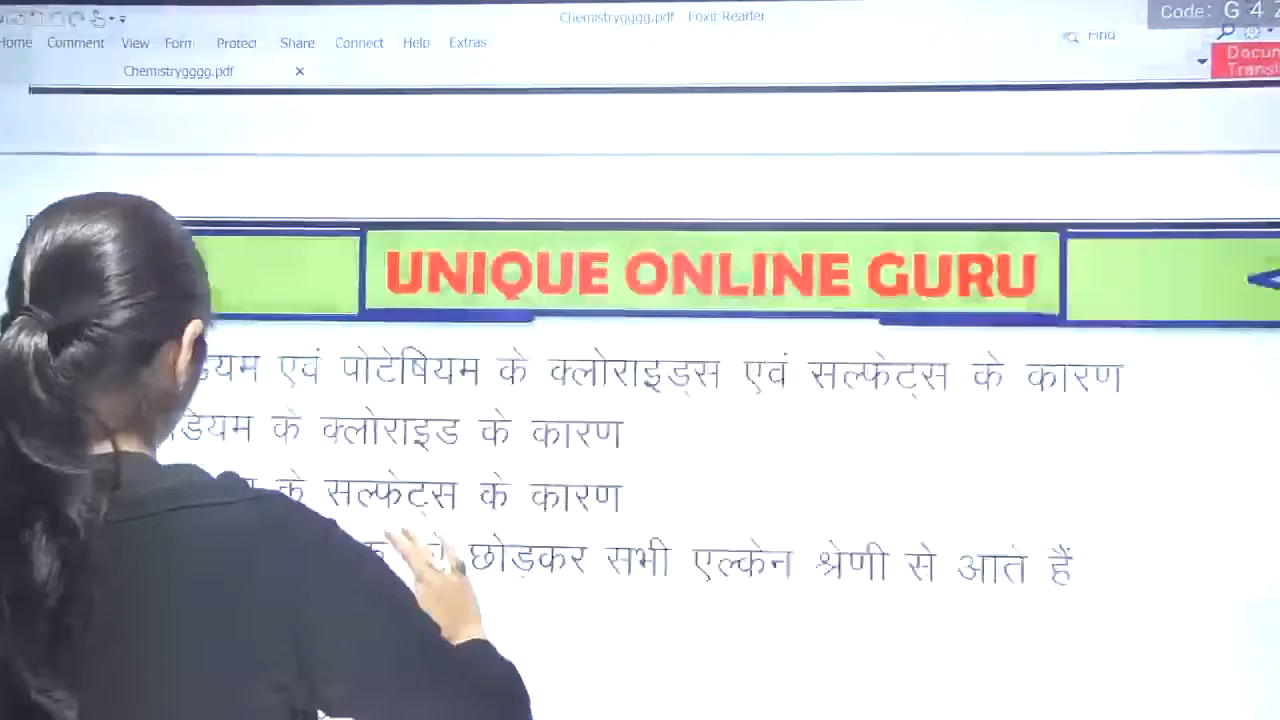 Chemistrygggg.pdf - Foxit Reader
Code: G 4
Home Comment View Form Protect Share Connect Help Extras
Find
Chemistrygggg.pdf ×
UNIQUE ONLINE GURU
एवं पोटेषियम के क्लोराइड्स एवं सल्फेट्स के कारण
के क्लोराइड के कारण
के सल्फेट्स के कारण
छोड़कर सभी एल्केन श्रेणी से आते हैं